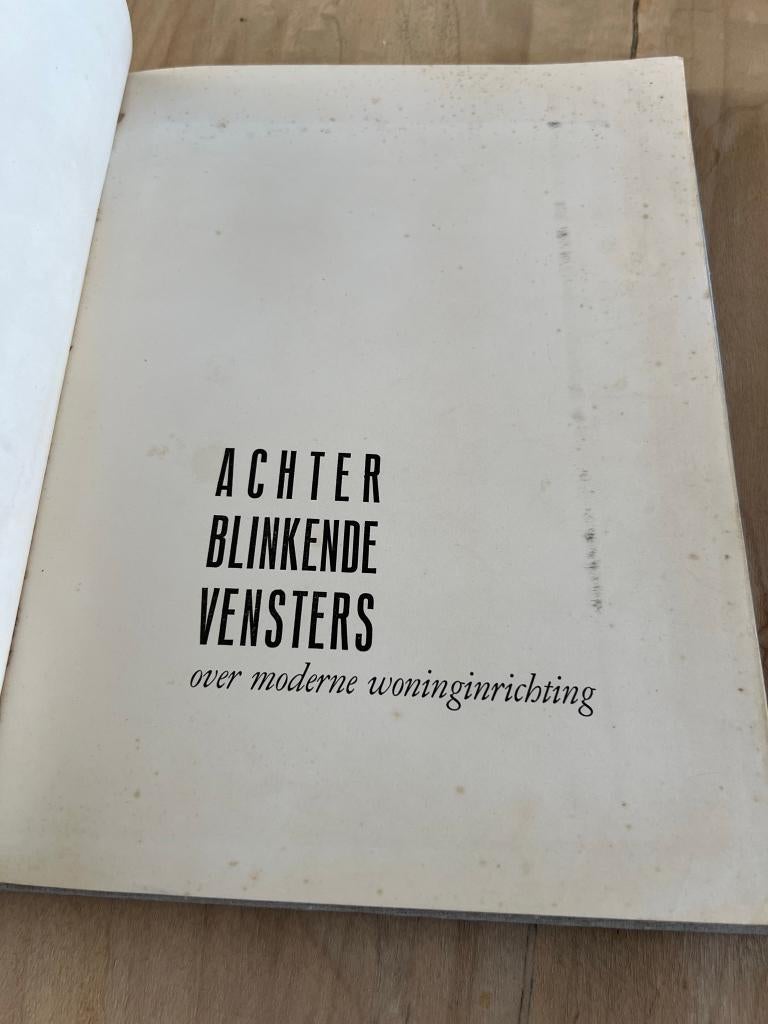 ACHTER
BLINKENDE
VENSTERS
over moderne woninginrichting